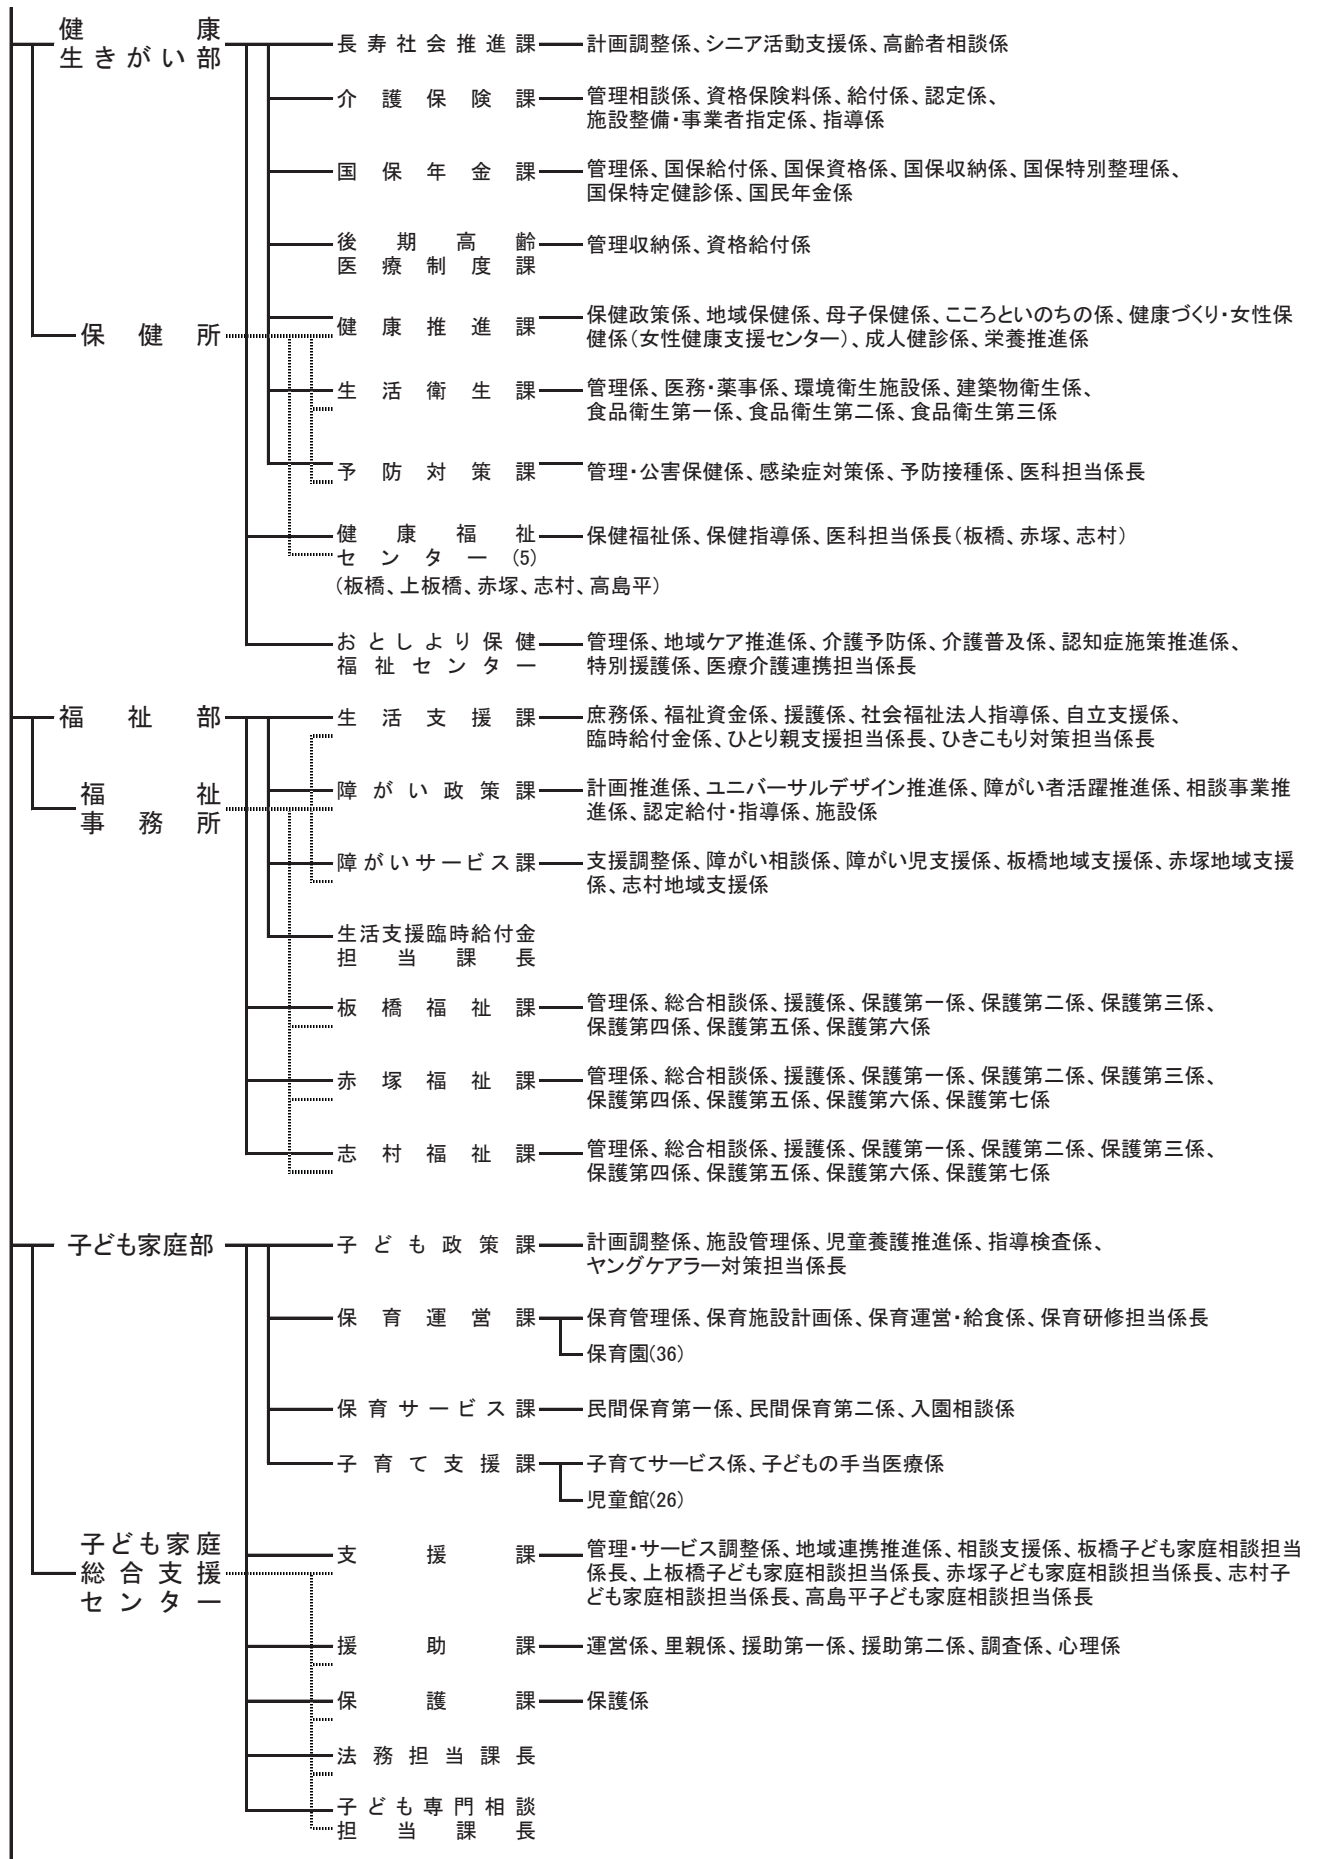 健康
生きがい部
長寿社会推進課
計画調整係、シニア活動支援係、高齢者相談係
介護保険課
管理相談係、資格保険料係、給付係、認定係、
施設整備・事業者指定係、指導係
国保年金課
管理係、国保給付係、国保資格係、国保収納係、国保特別整理係、
国保特定健診係、国民年金係
後期高齢
医療制度課
管理収納係、資格給付係
保健所
健康推進課
保健政策係、地域保健係、母子保健係、こころといのちの係、健康づくり・女性保
健係(女性健康支援センター)、成人健診係、栄養推進係
生活衛生課
管理係、医務・薬事係、環境衛生施設係、建築物衛生係、
食品衛生第一係、食品衛生第二係、食品衛生第三係
予防対策課
管理・公害保健係、感染症対策係、予防接種係、医科担当係長
健康福祉
センター(5)
(板橋、上板橋、赤塚、志村、高島平)
保健福祉係、保健指導係、医科担当係長(板橋、赤塚、志村)
おとしより保健
福祉センター
管理係、地域ケア推進係、介護予防係、介護普及係、認知症施策推進係、
特別援護係、医療介護連携担当係長
福祉部
生活支援課
庶務係、福祉資金係、援護係、社会福祉法人指導係、自立支援係、
臨時給付金係、ひとり親支援担当係長、ひきこもり対策担当係長
福祉
事務所
障がい政策課
計画推進係、ユニバーサルデザイン推進係、障がい者活躍推進係、相談事業推
進係、認定給付・指導係、施設係
障がいサービス課
支援調整係、障がい相談係、障がい児支援係、板橋地域支援係、赤塚地域支援
係、志村地域支援係
生活支援臨時給付金
担当課長
板橋福祉課
管理係、総合相談係、援護係、保護第一係、保護第二係、保護第三係、
保護第四係、保護第五係、保護第六係
赤塚福祉課
管理係、総合相談係、援護係、保護第一係、保護第二係、保護第三係、
保護第四係、保護第五係、保護第六係、保護第七係
志村福祉課
管理係、総合相談係、援護係、保護第一係、保護第二係、保護第三係、
保護第四係、保護第五係、保護第六係、保護第七係
子ども家庭部
子ども政策課
計画調整係、施設管理係、児童養護推進係、指導検査係、
ヤングケアラー対策担当係長
保育運営課
保育管理係、保育施設計画係、保育運営・給食係、保育研修担当係長
保育園(36)
保育サービス課
民間保育第一係、民間保育第二係、入園相談係
子育て支援課
子育てサービス係、子どもの手当医療係
児童館(26)
子ども家庭
総合支援
センター
支援課
管理・サービス調整係、地域連携推進係、相談支援係、板橋子ども家庭相談担当
係長、上板橋子ども家庭相談担当係長、赤塚子ども家庭相談担当係長、志村子
ども家庭相談担当係長、高島平子ども家庭相談担当係長
援助課
運営係、里親係、援助第一係、援助第二係、調査係、心理係
保護課
保護係
法務担当課長
子ども専門相談
担当課長